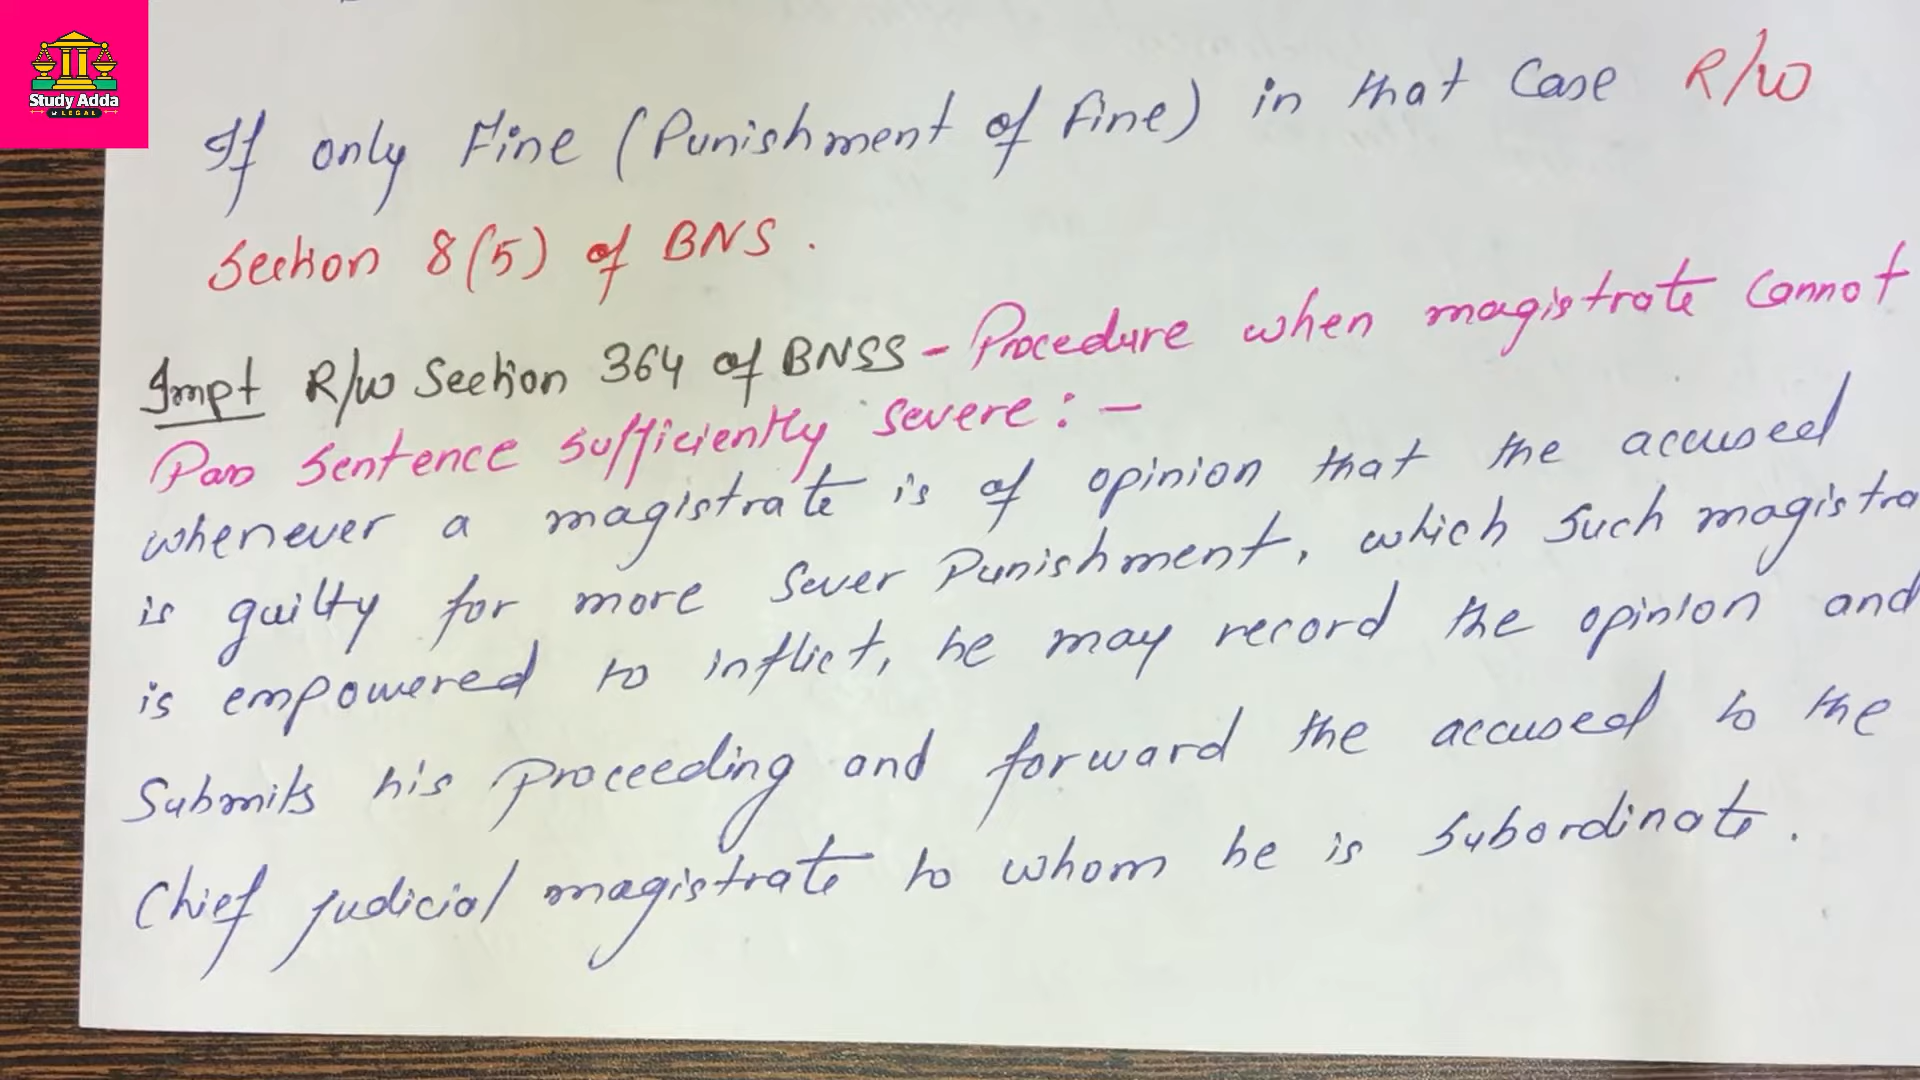 Study Adda
LEGAL
If only Fine (Punishment of Fine) in that Case R/w
Section 8(5) of BNS.
Impt R/w Section 364 of BNSS - Procedure when magistrate Cannot
Pass Sentence sufficiently severe : -
whenever a magistrate is of opinion that the accused
is guilty for more Sever Punishment, which Such magistra
is empowered to inflict, he may record the opinion and
Submits his proceeding and forward the accused to the
Chief judicial magistrate to whom he is subordinate.